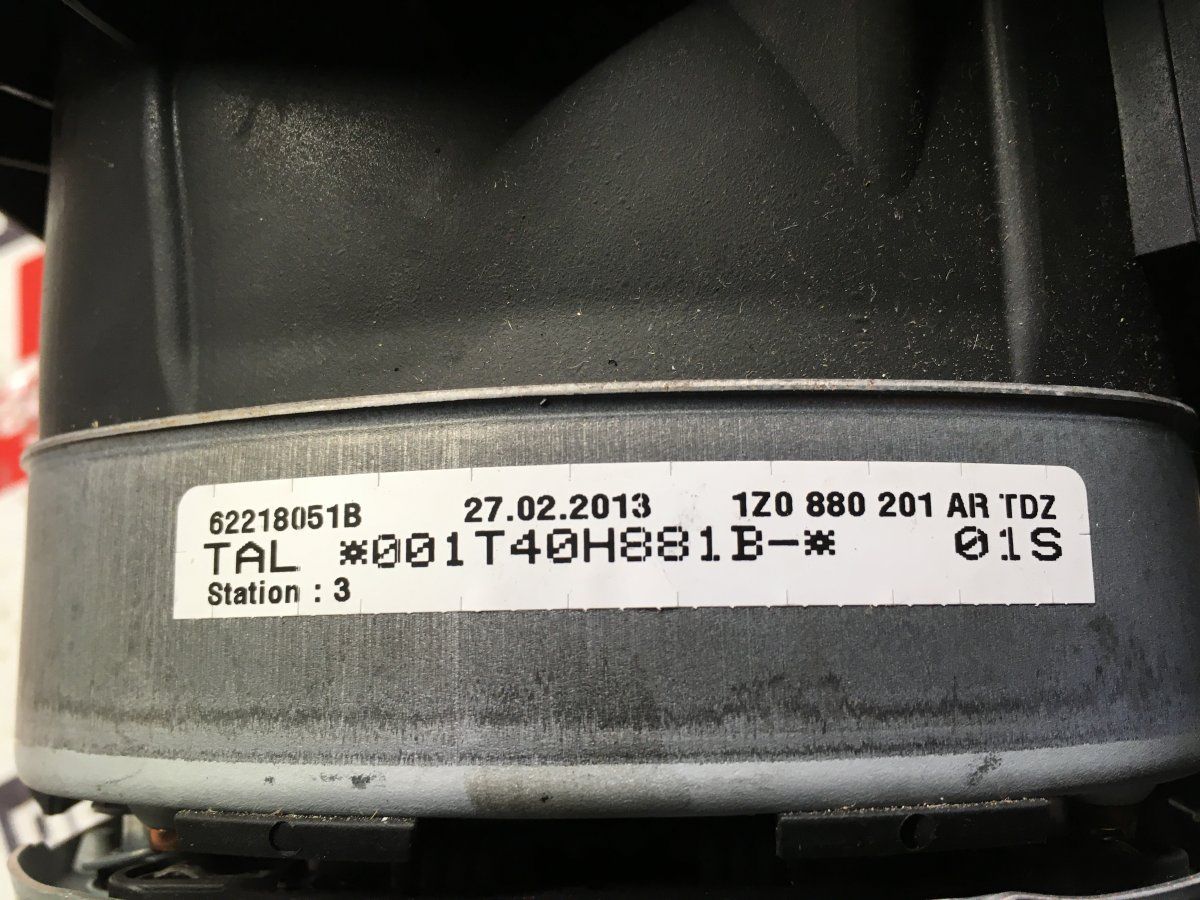 62218051B 27.02.2013 1Z0 880 201 AR TDZ
TAL *001T40H881B-* 01S
Station : 3